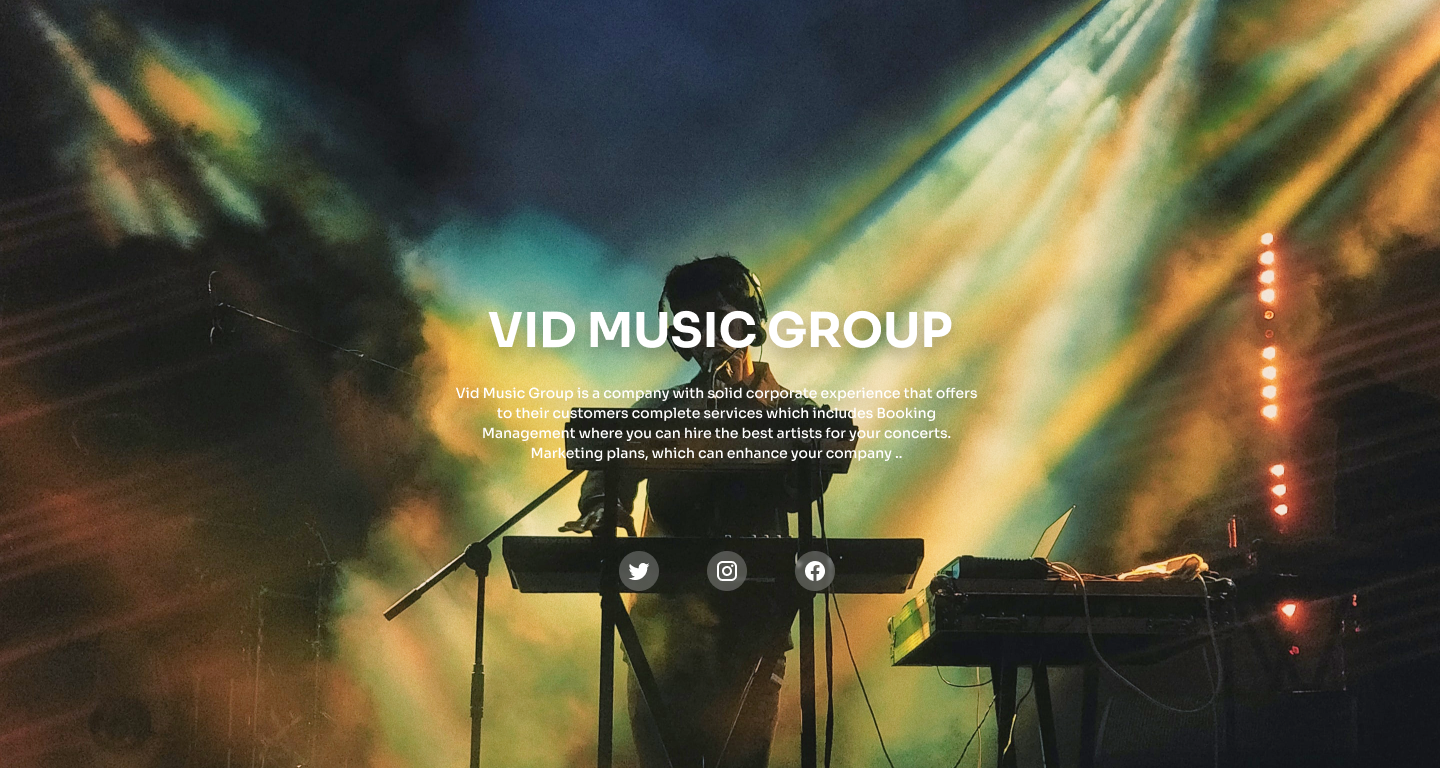 VID MUSIC GROUP
Vid Music Group is a company with solid corporate experience that offers
to their customers complete services which includes Booking
Management where you can hire the best artists for your concerts.
Marketing plans, which can enhance your company ..